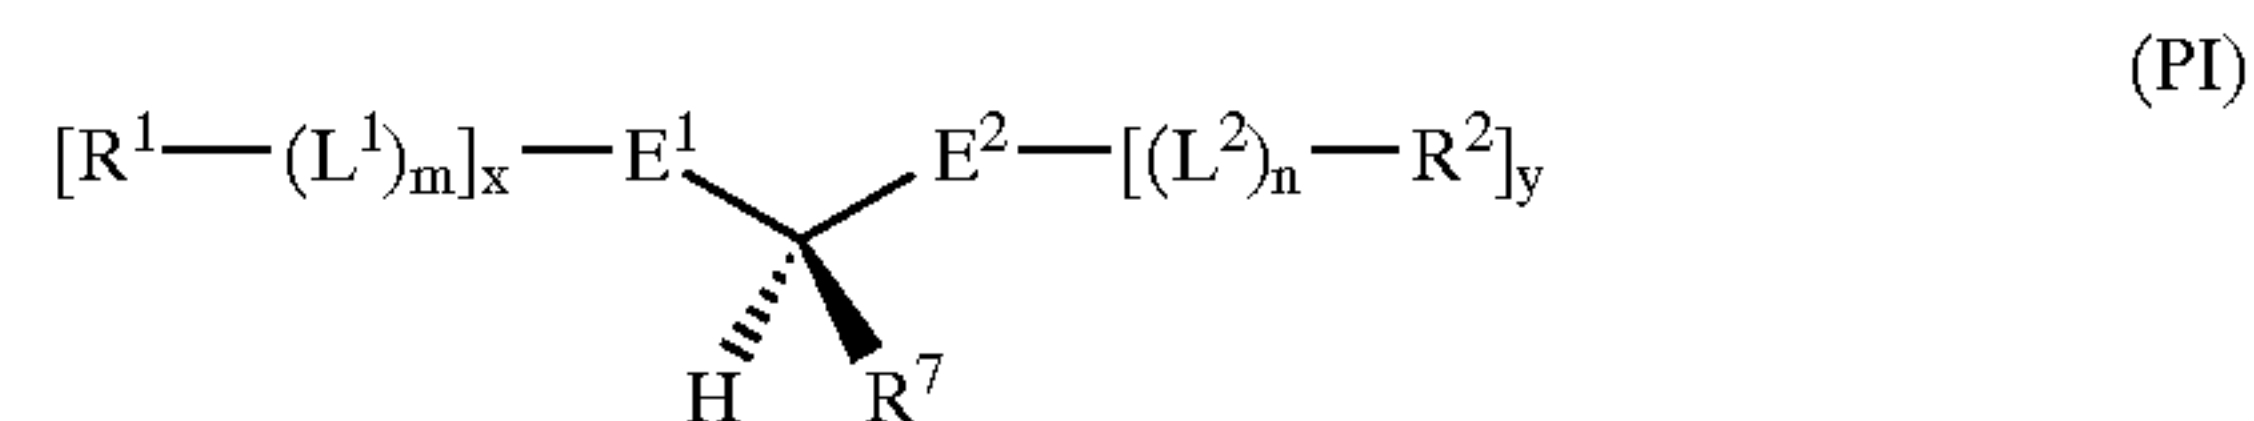 (PI)
[R¹—(L¹)ₘ]ₓ—E¹ E²—[(L²)ₙ—R²]ᵧ
H R⁷